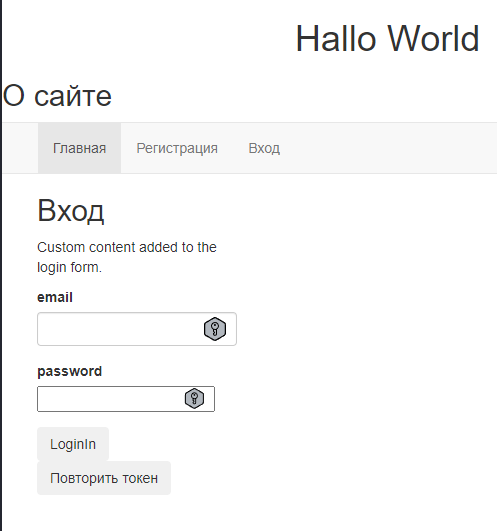 Hallo World
О сайте
Главная Регистрация Вход
Вход
Custom content added to the
login form.
email
password
LoginIn
Повторить токен